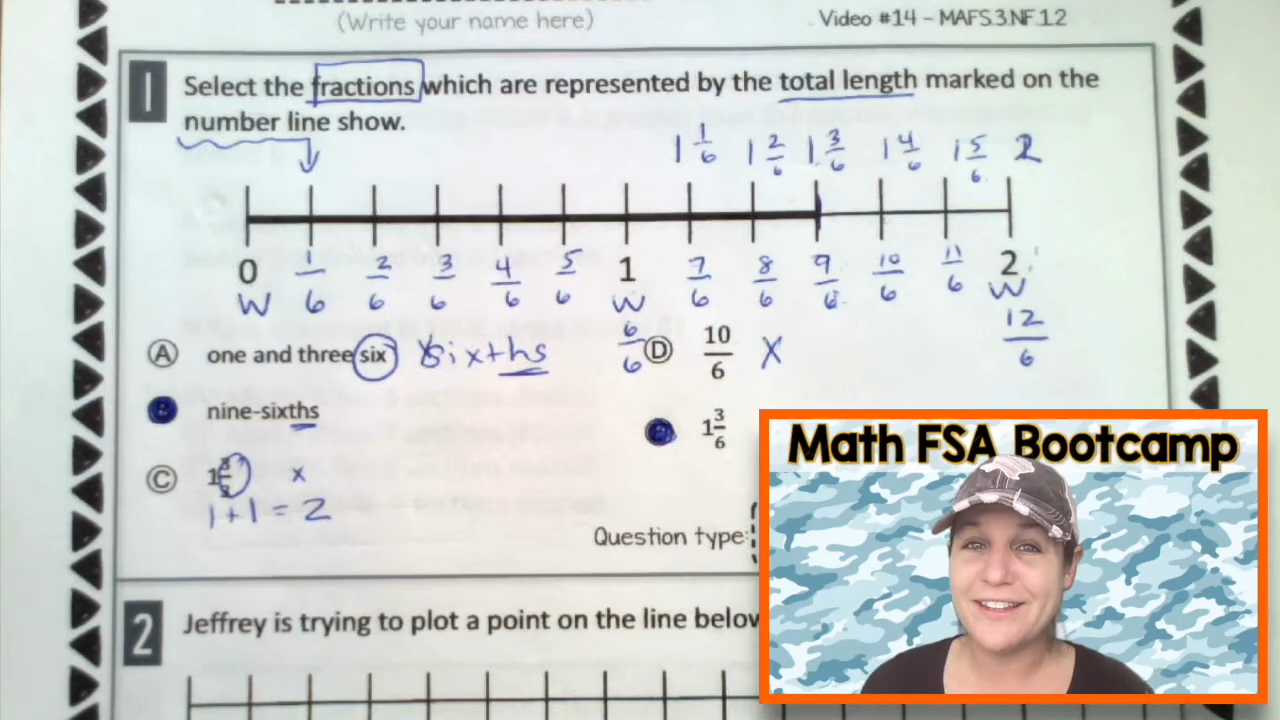 (Write your name here)
Video #14 – MAFS.3.NF.1.2
1
Select the fractions which are represented by the total length marked on the
number line show.
1 1/6 1 2/6 1 3/6 1 4/6 1 5/6 2
0 1/6 2/6 3/6 4/6 5/6 1 7/6 8/6 9/6 10/6 11/6 2
W W W
6/6 12/6
A one and three six sixths
nine-sixths
C 1 3/3 x
1 + 1 = 2
D 10/6 X
1 3/6
Question type:
2
Jeffrey is trying to plot a point on the line below
Math FSA Bootcamp